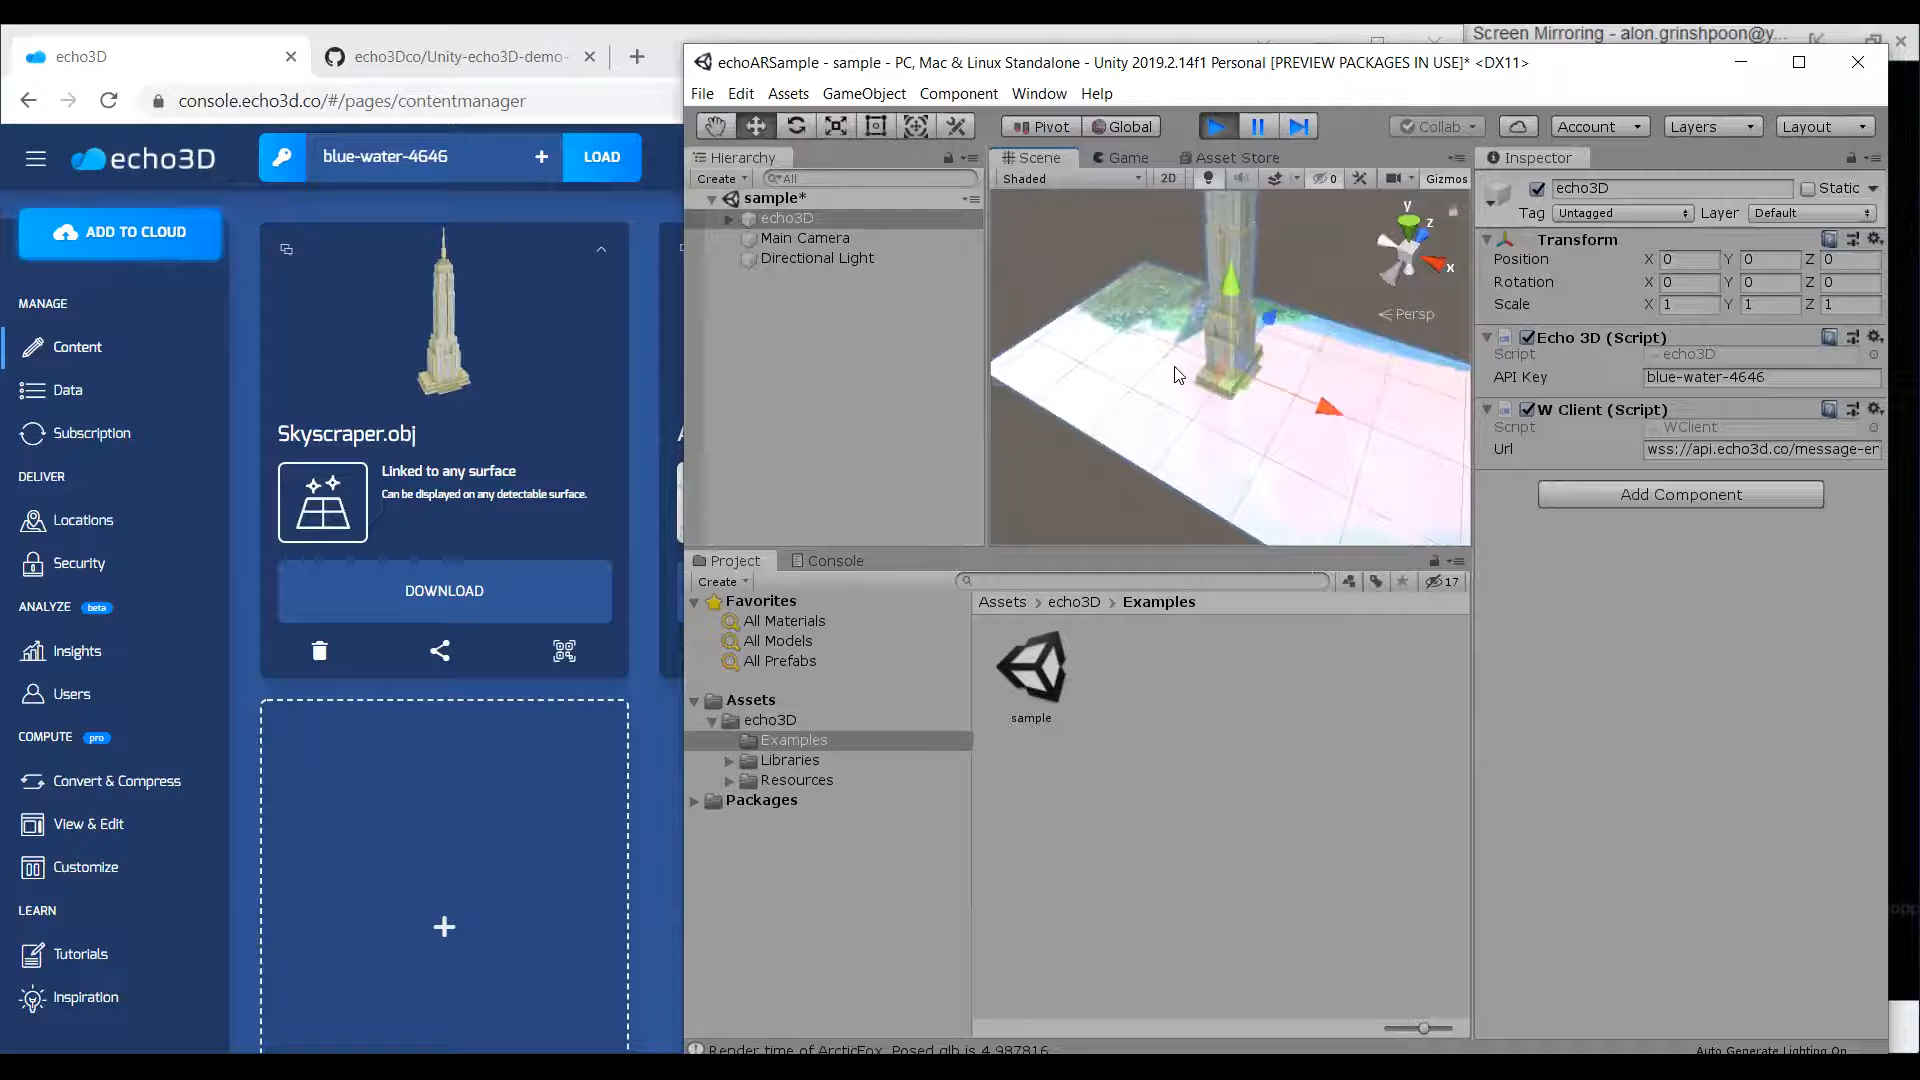 echo3D
echo3Dco/Unity-echo3D-demo-
console.echo3d.co/#/pages/contentmanager
echo3D
blue-water-4646
LOAD
ADD TO CLOUD
MANAGE
Content
Data
Subscription
DELIVER
Locations
Security
ANALYZE beta
Insights
Users
COMPUTE pro
Convert & Compress
View & Edit
Customize
LEARN
Tutorials
Inspiration
Skyscraper.obj
Linked to any surface
Can be displayed on any detectable surface.
DOWNLOAD
Screen Mirroring - alon.grinshpoon@y...
echoARSample - sample - PC, Mac & Linux Standalone - Unity 2019.2.14f1 Personal [PREVIEW PACKAGES IN USE]* <DX11>
File Edit Assets GameObject Component Window Help
Pivot Global Collab Account Layers Layout
Hierarchy
Create All
sample*
echo3D
Main Camera
Directional Light
Scene Game Asset Store
Shaded 2D 0 Gizmos
y
z
x
Persp
Inspector
echo3D Static
Tag Untagged Layer Default
Transform
Position X 0 Y 0 Z 0
Rotation X 0 Y 0 Z 0
Scale X 1 Y 1 Z 1
Echo 3D (Script)
Script echo3D
API Key blue-water-4646
W Client (Script)
Script WClient
Url wss://api.echo3d.co/message-er
Add Component
Project Console
Create 17
Favorites
All Materials
All Models
All Prefabs
Assets
echo3D
Examples
Libraries
Resources
Packages
Assets > echo3D > Examples
sample
Render time of ArcticFox_Posed.glb is 4.987816
Auto Generate Lighting On